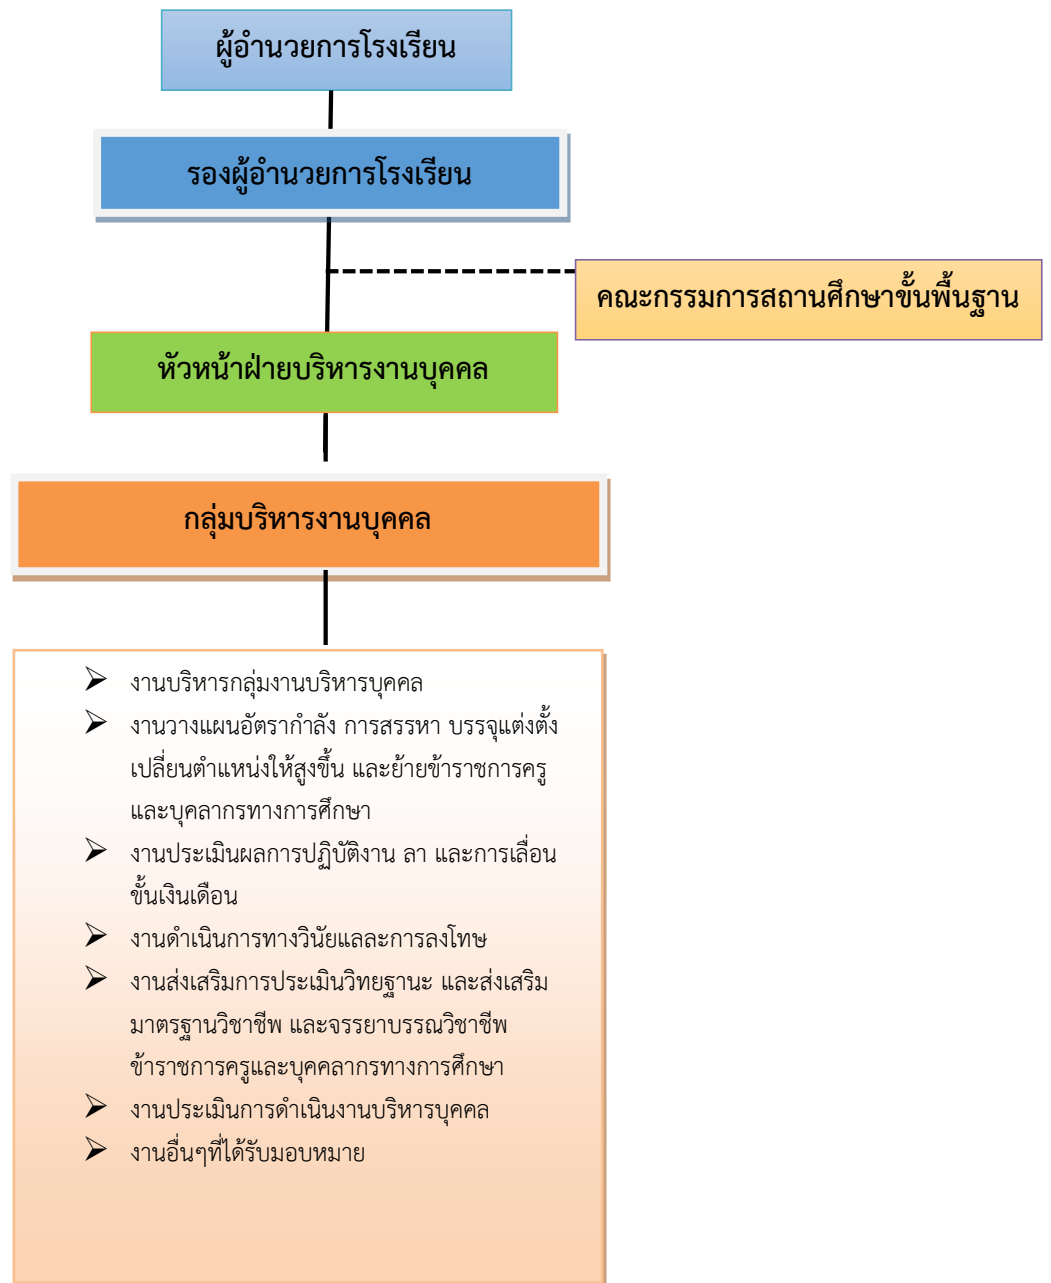 ผู้อำนวยการโรงเรียน
รองผู้อำนวยการโรงเรียน
คณะกรรมการสถานศึกษาขั้นพื้นฐาน
หัวหน้าฝ่ายบริหารงานบุคคล
กลุ่มบริหารงานบุคคล
➢ งานบริหารกลุ่มงานบริหารบุคคล
➢ งานวางแผนอัตรากำลัง การสรรหา บรรจุแต่งตั้ง
เปลี่ยนตำแหน่งให้สูงขึ้น และย้ายข้าราชการครู
และบุคลากรทางการศึกษา
➢ งานประเมินผลการปฏิบัติงาน ลา และการเลื่อน
ขั้นเงินเดือน
➢ งานดำเนินการทางวินัยแลละการลงโทษ
➢ งานส่งเสริมการประเมินวิทยฐานะ และส่งเสริม
มาตรฐานวิชาชีพ และจรรยาบรรณวิชาชีพ
ข้าราชการครูและบุคคลากรทางการศึกษา
➢ งานประเมินการดำเนินงานบริหารบุคคล
➢ งานอื่นๆที่ได้รับมอบหมาย